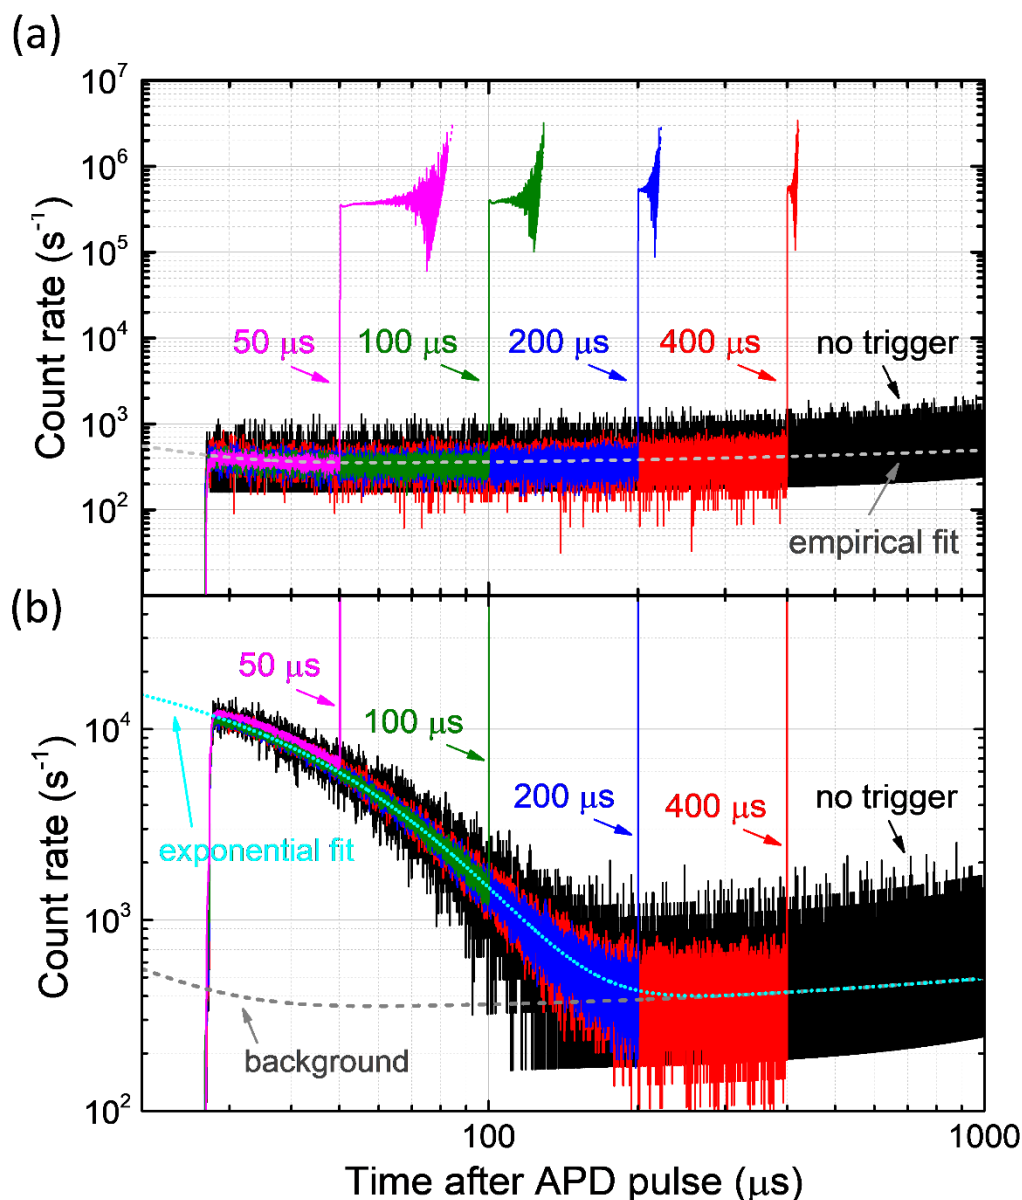 (a)
10⁷
10⁶
10⁵
10⁴
10³
10²
Count rate (s⁻¹)
50 μs
100 μs
200 μs
400 μs
no trigger
empirical fit
(b)
10⁴
10³
10²
Count rate (s⁻¹)
50 μs
100 μs
200 μs
400 μs
no trigger
exponential fit
background
100
1000
Time after APD pulse (μs)